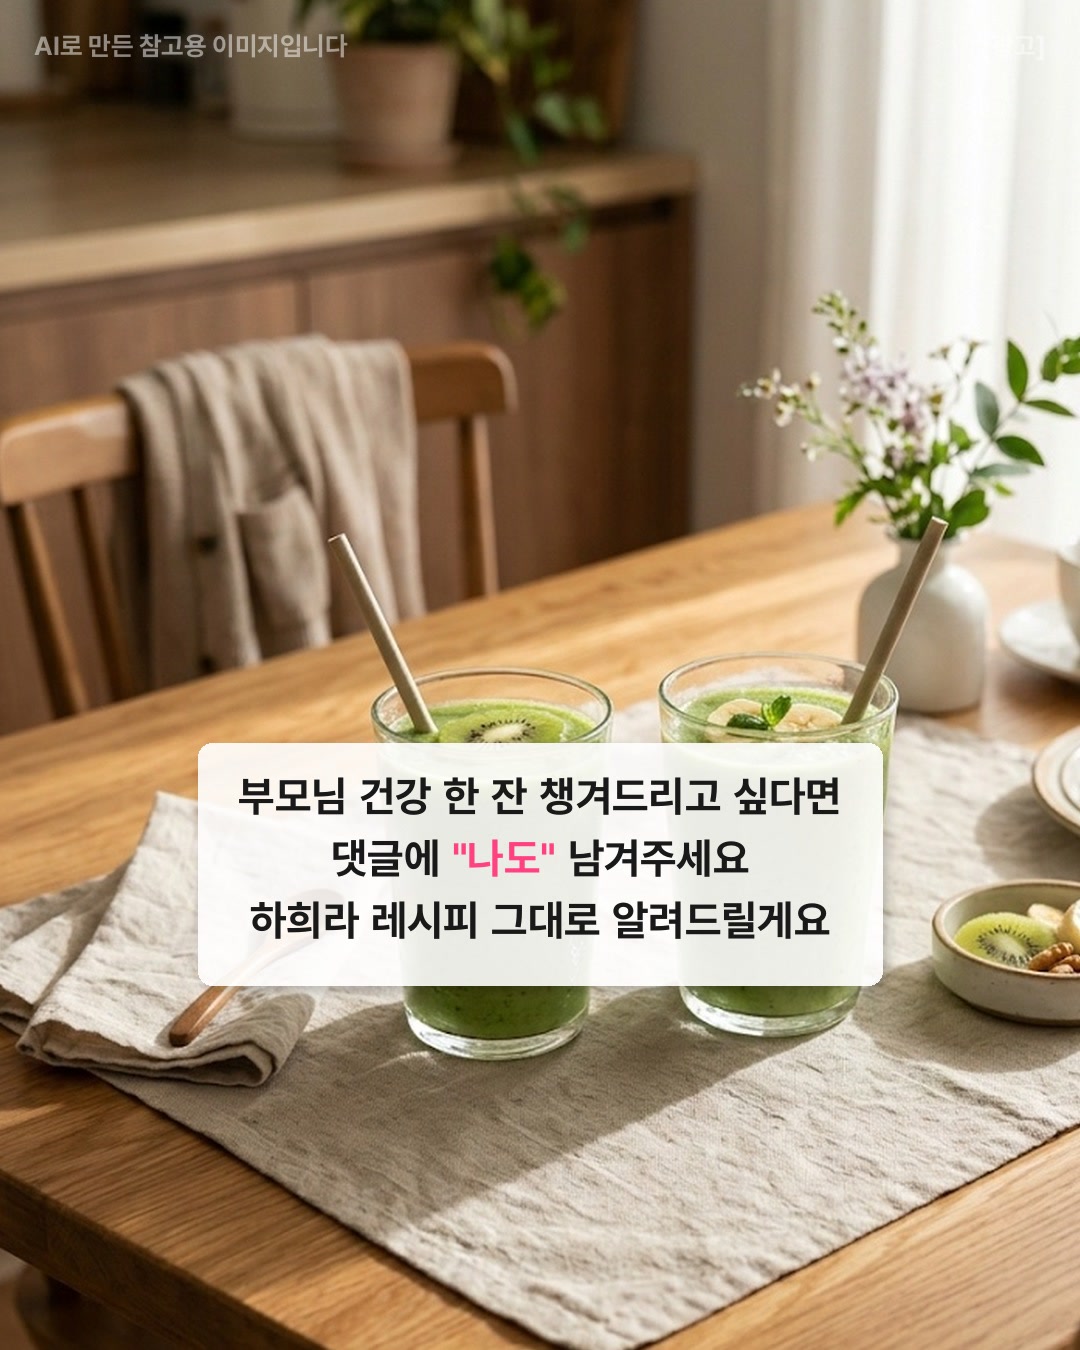 AI로 만든 참고용 이미지입니다
부모님 건강 한 잔 챙겨드리고 싶다면
댓글에 "나도" 남겨주세요
하희라 레시피 그대로 알려드릴게요